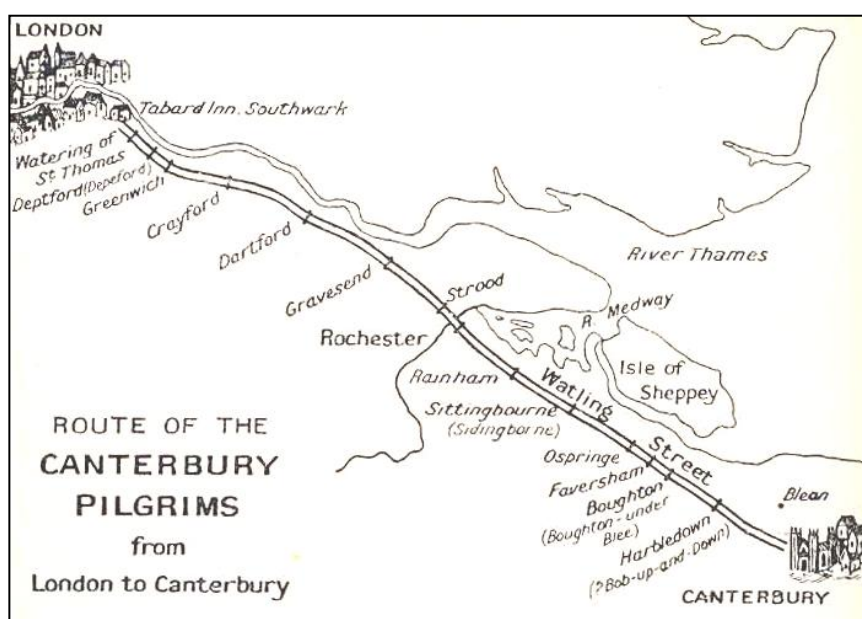 LONDON
Tabard Inn. Southwark
Watering of
St Thomas
Deptford (Depeford)
Greenwich
Crayford
Dartford
Gravesend
Strood
Rochester
River Thames
R. Medway
Isle of
Sheppey
Rainham
Watling
Street
Sittingbourne
(Sidingborne)
Ospringe
Faversham
Boughton
(Boughton-under
Blee)
Harbledown
(? Bob-up-and-Down)
Blean
CANTERBURY
ROUTE OF THE
CANTERBURY
PILGRIMS
from
London to Canterbury